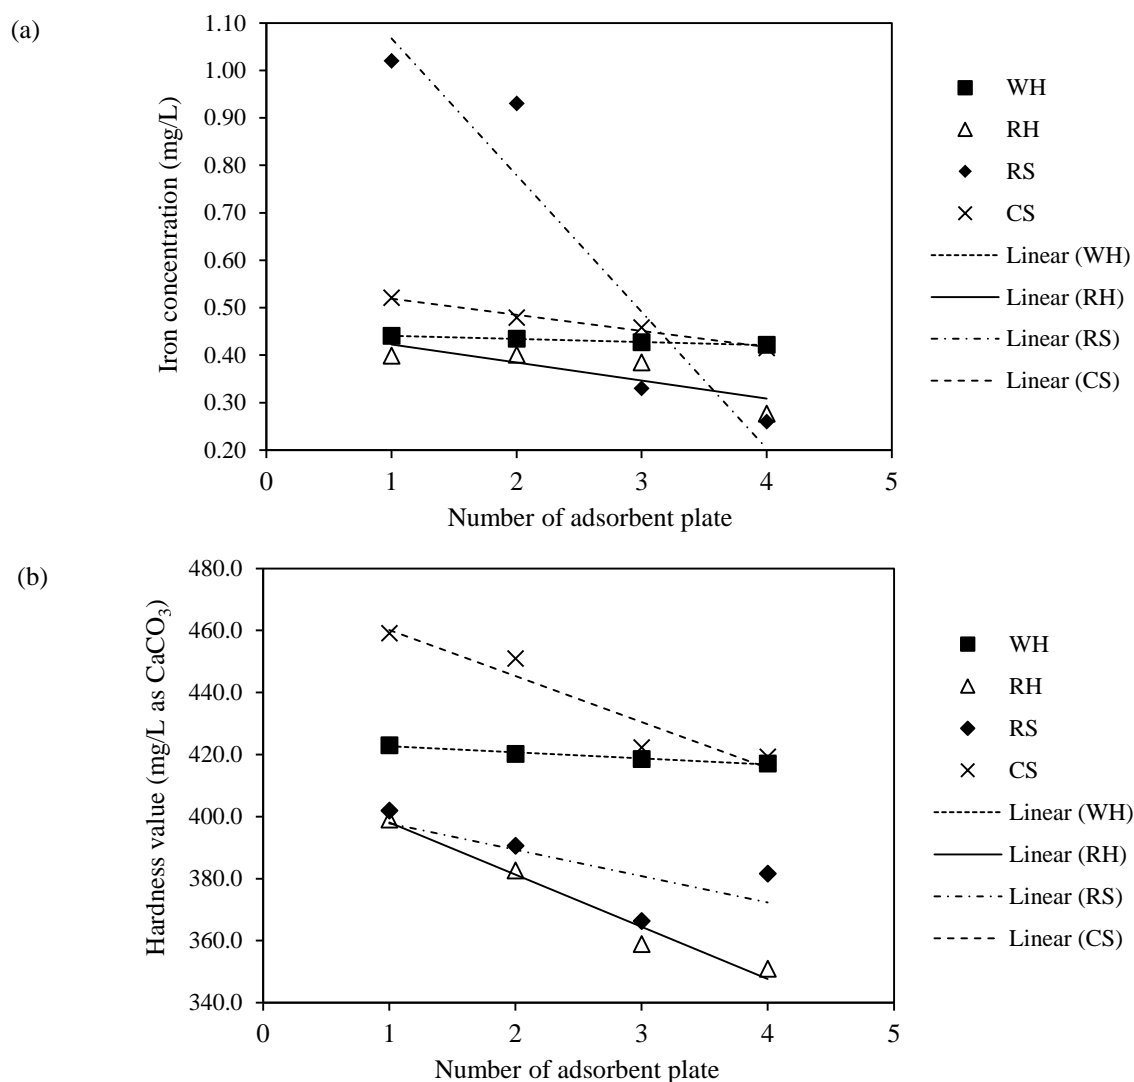 (a)
Iron concentration (mg/L)
1.10
1.00
0.90
0.80
0.70
0.60
0.50
0.40
0.30
0.20
0
1
2
3
4
5
Number of adsorbent plate
WH
RH
RS
CS
Linear (WH)
Linear (RH)
Linear (RS)
Linear (CS)
(b)
Hardness value (mg/L as CaCO₃)
480.0
460.0
440.0
420.0
400.0
380.0
360.0
340.0
0
1
2
3
4
5
Number of adsorbent plate
WH
RH
RS
CS
Linear (WH)
Linear (RH)
Linear (RS)
Linear (CS)